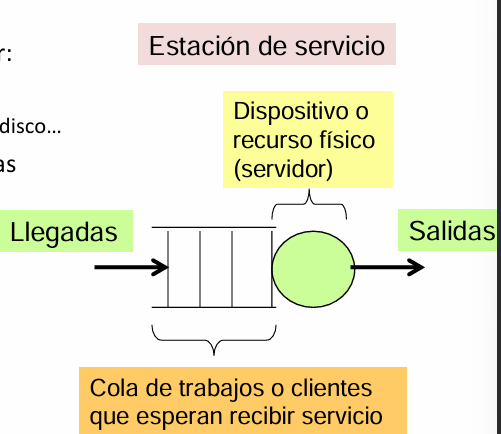 Estación de servicio
r:
disco...
as
Dispositivo o
recurso físico
(servidor)
Llegadas
Salidas
Cola de trabajos o clientes
que esperan recibir servicio